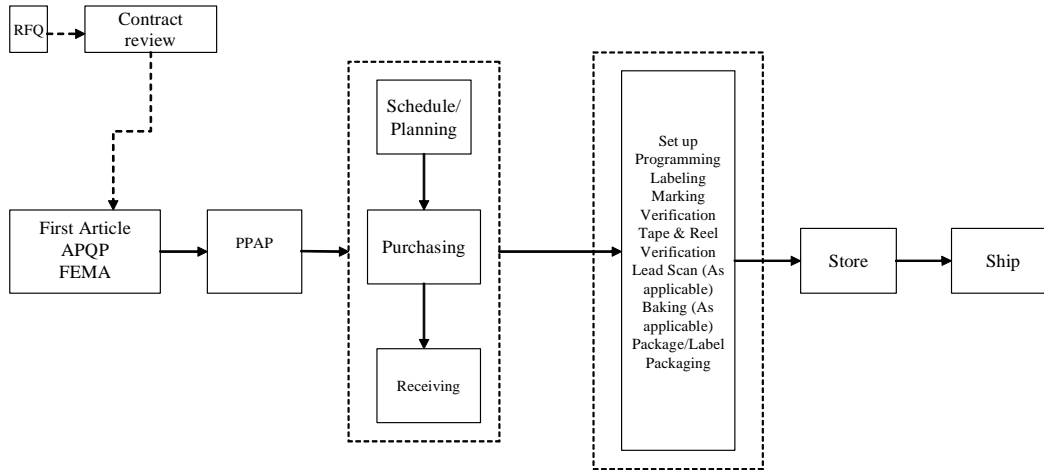 RFQ
Contract
review
First Article
APQP
FEMA
PPAP
Schedule/
Planning
Purchasing
Receiving
Set up
Programming
Labeling
Marking
Verification
Tape & Reel
Verification
Lead Scan (As
applicable)
Baking (As
applicable)
Package/Label
Packaging
Store
Ship